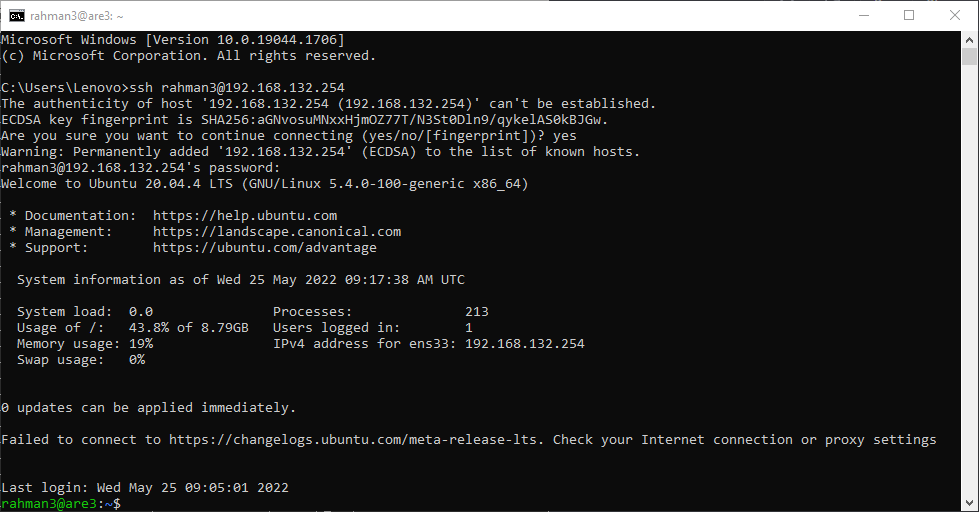 rahman3@are3: ~
Microsoft Windows [Version 10.0.19044.1706]
(c) Microsoft Corporation. All rights reserved.
C:\Users\Lenovo>ssh rahman3@192.168.132.254
The authenticity of host '192.168.132.254 (192.168.132.254)' can't be established.
ECDSA key fingerprint is SHA256:aGNvosuMNxxHjmOZ77T/N3St0Dln9/qykelAS0kBJGw.
Are you sure you want to continue connecting (yes/no/[fingerprint])? yes
Warning: Permanently added '192.168.132.254' (ECDSA) to the list of known hosts.
rahman3@192.168.132.254's password:
Welcome to Ubuntu 20.04.4 LTS (GNU/Linux 5.4.0-100-generic x86_64)
* Documentation:  https://help.ubuntu.com
* Management:     https://landscape.canonical.com
* Support:        https://ubuntu.com/advantage
System information as of Wed 25 May 2022 09:17:38 AM UTC
System load:  0.0               Processes:              213
Usage of /:   43.8% of 8.79GB   Users logged in:        1
Memory usage: 19%               IPv4 address for ens33: 192.168.132.254
Swap usage:   0%
0 updates can be applied immediately.
Failed to connect to https://changelogs.ubuntu.com/meta-release-lts. Check your Internet connection or proxy settings
Last login: Wed May 25 09:05:01 2022
rahman3@are3:~$